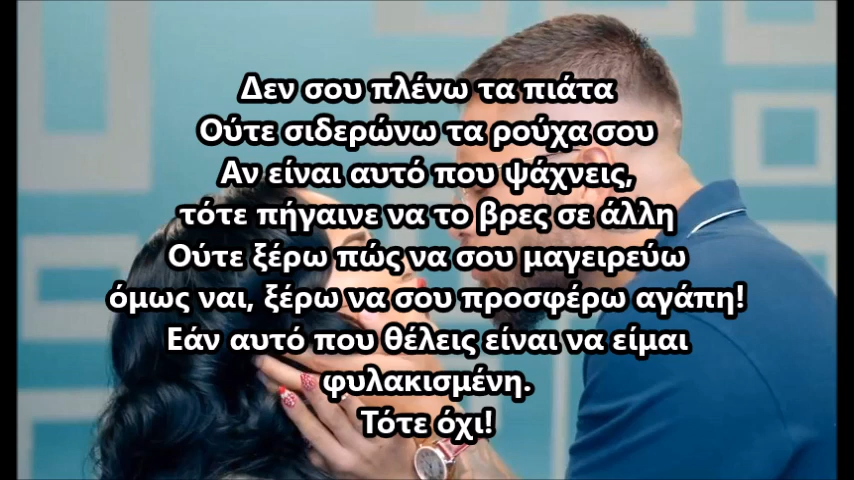 Δεν σου πλένω τα πιάτα
Ούτε σιδερώνω τα ρούχα σου
Αν είναι αυτό που ψάχνεις,
τότε πήγαινε να το βρες σε άλλη
Ούτε ξέρω πώς να σου μαγειρεύω
όμως ναι, ξέρω να σου προσφέρω αγάπη!
Εάν αυτό που θέλεις είναι να είμαι
φυλακισμένη.
Τότε όχι!